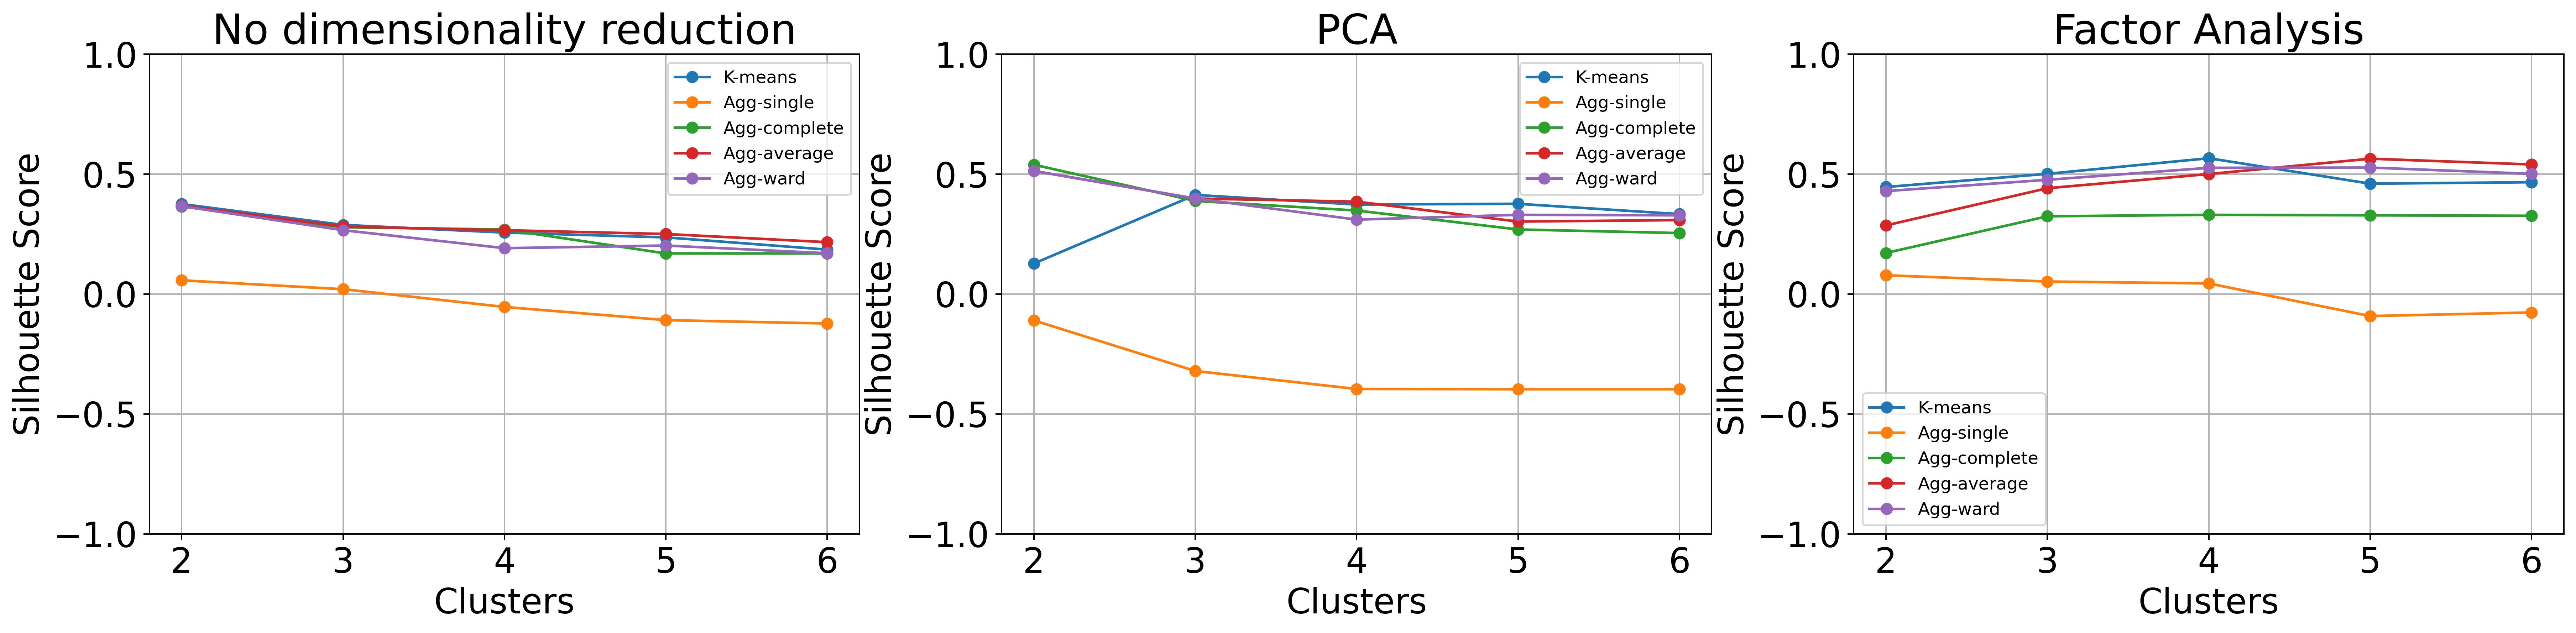 No dimensionality reduction
Silhouette Score
1.0
0.5
0.0
−0.5
−1.0
K-means
Agg-single
Agg-complete
Agg-average
Agg-ward
2 3 4 5 6
Clusters
PCA
Silhouette Score
1.0
0.5
0.0
−0.5
−1.0
K-means
Agg-single
Agg-complete
Agg-average
Agg-ward
2 3 4 5 6
Clusters
Factor Analysis
Silhouette Score
1.0
0.5
0.0
−0.5
−1.0
K-means
Agg-single
Agg-complete
Agg-average
Agg-ward
2 3 4 5 6
Clusters